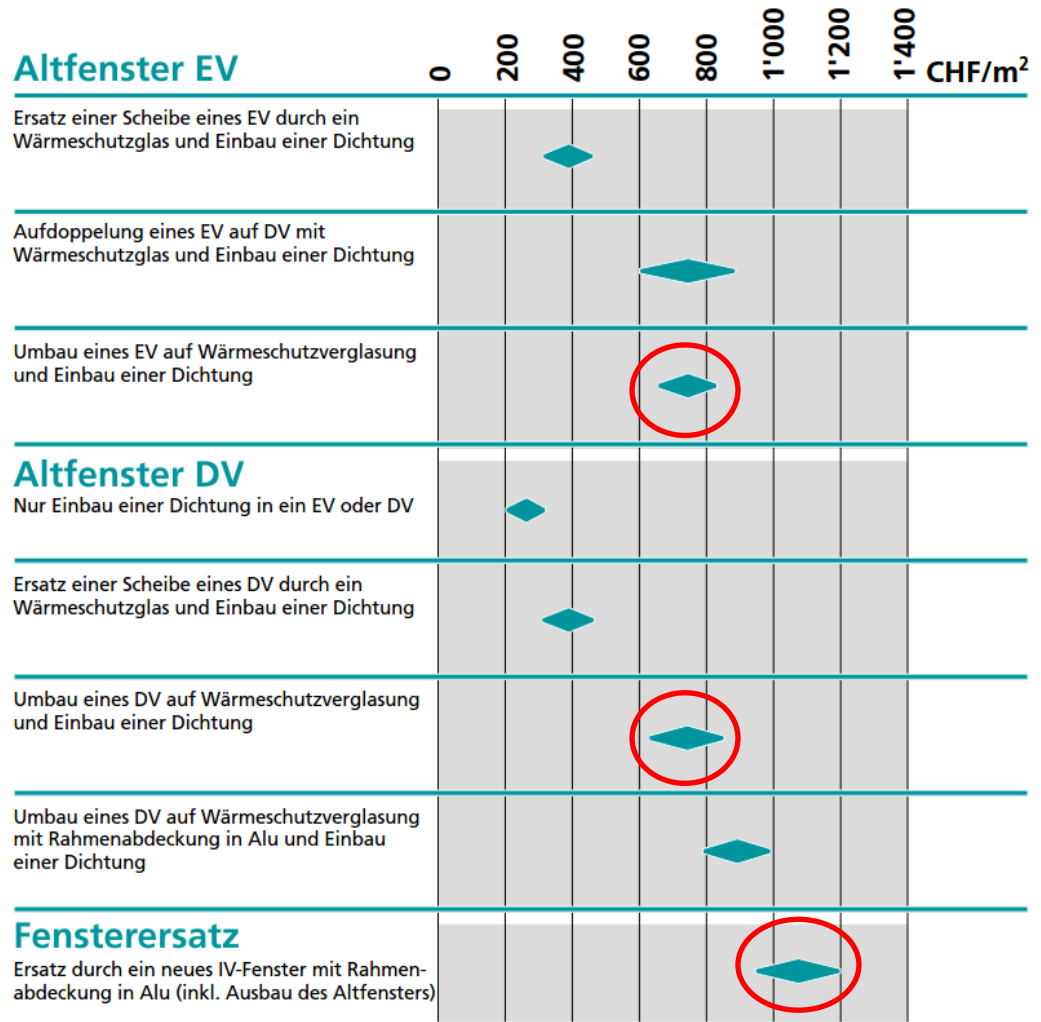 Altfenster EV
0 200 400 600 800 1'000 1'200 1'400 CHF/m²
Ersatz einer Scheibe eines EV durch ein
Wärmeschutzglas und Einbau einer Dichtung
Aufdoppelung eines EV auf DV mit
Wärmeschutzglas und Einbau einer Dichtung
Umbau eines EV auf Wärmeschutzverglasung
und Einbau einer Dichtung
Altfenster DV
Nur Einbau einer Dichtung in ein EV oder DV
Ersatz einer Scheibe eines DV durch ein
Wärmeschutzglas und Einbau einer Dichtung
Umbau eines DV auf Wärmeschutzverglasung
und Einbau einer Dichtung
Umbau eines DV auf Wärmeschutzverglasung
mit Rahmenabdeckung in Alu und Einbau
einer Dichtung
Fensterersatz
Ersatz durch ein neues IV-Fenster mit Rahmen-
abdeckung in Alu (inkl. Ausbau des Altfensters)